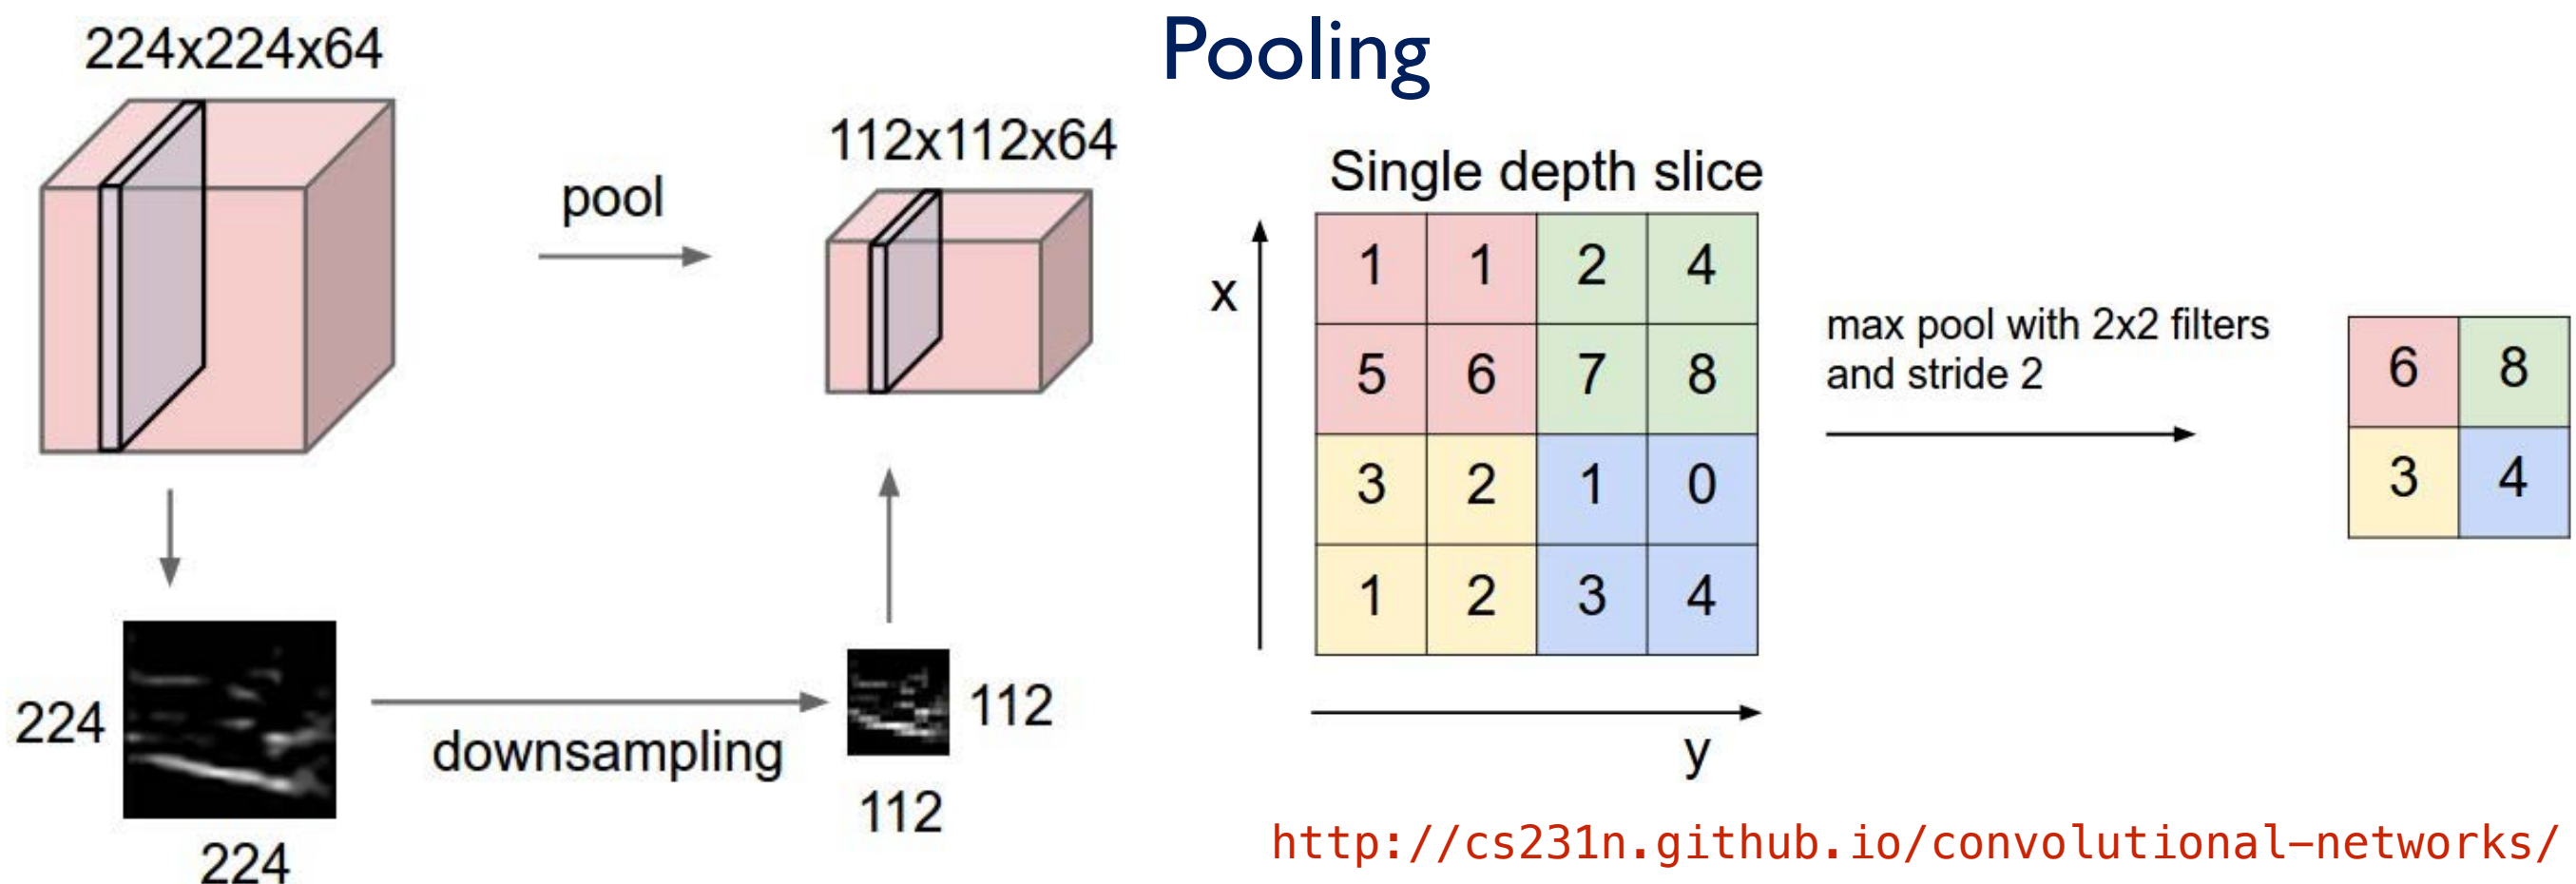 Pooling
224x224x64
pool
112x112x64
224
224
downsampling
112
112
Single depth slice
x
1 1 2 4
5 6 7 8
3 2 1 0
1 2 3 4
y
max pool with 2x2 filters
and stride 2
6 8
3 4
http://cs231n.github.io/convolutional-networks/